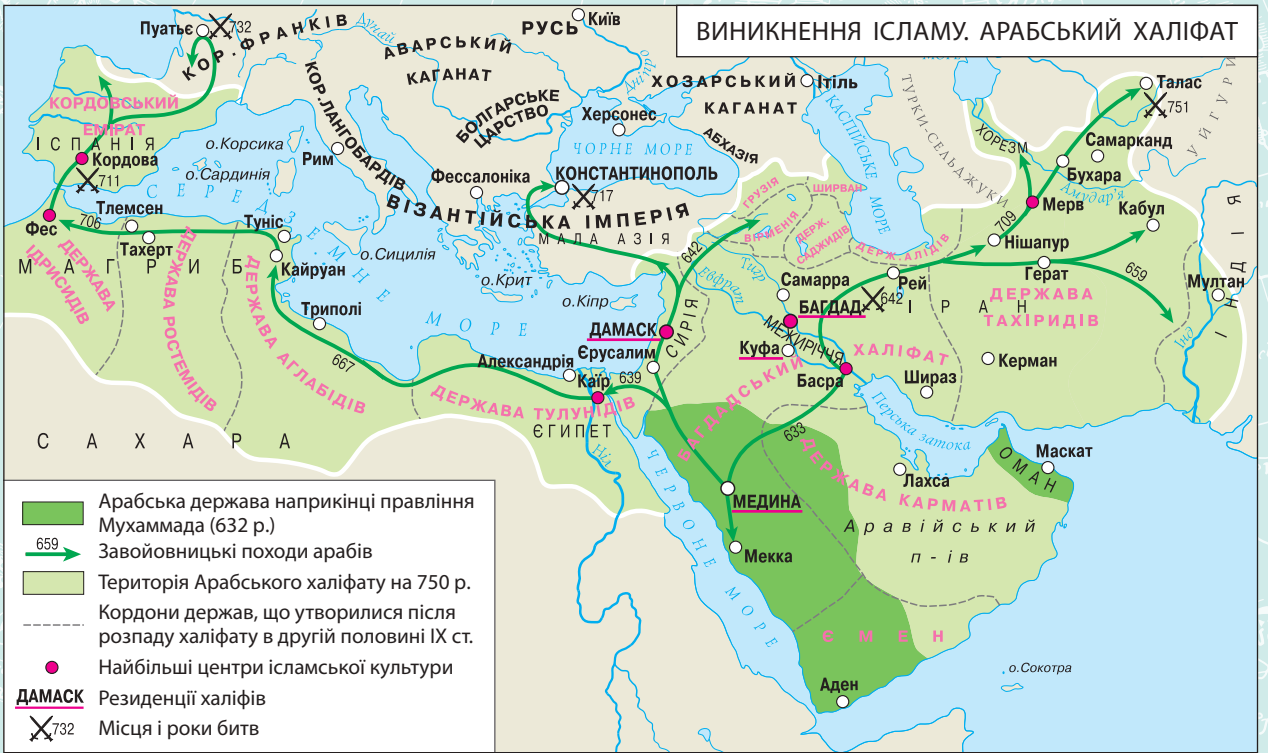 ВИНИКНЕННЯ ІСЛАМУ. АРАБСЬКИЙ ХАЛІФАТ
Пуатьє
732
КОР. ФРАНКІВ
Дунай
АВАРСЬКИЙ
КАГАНАТ
РУСЬ
Київ
Дніпро
ХОЗАРСЬКИЙ
КАГАНАТ
Ітіль
ТУРКИ-СЕЛЬДЖУКИ
Талас
751
УЙГУРИ
КОРДОВСЬКИЙ
ЕМІРАТ
ІСПАНІЯ
Кордова
711
о.Корсика
о.Сардинія
КОР.ЛАНГОБАРДІВ
Рим
БОЛГАРСЬКЕ
ЦАРСТВО
Херсонес
ЧОРНЕ МОРЕ
АБХАЗІЯ
КАСПІЙСЬКЕ МОРЕ
ХОРЕЗМ
Самарканд
Бухара
Амудар'я
Фессалоніка
КОНСТАНТИНОПОЛЬ
717
ВІЗАНТІЙСЬКА ІМПЕРІЯ
МАЛА АЗІЯ
ГРУЗІЯ
ШИРВАН
ВІРМЕНІЯ
ДЕРЖ.
САДЖИДІВ
ДЕРЖ. АЛІДІВ
Мерв
709
Нішапур
Кабул
Герат
659
Мултан
ІНДІЯ
Інд
Фес
706
Тлемсен
Тахерт
Туніс
Кайруан
МАГРИБ
ДЕРЖАВА
ІДРИСИДІВ
ДЕРЖАВА
РОСТЕМІДІВ
ДЕРЖАВА АГЛАБІДІВ
СЕРЕДЗЕМНЕ
МОРЕ
о.Сицилія
о.Крит
о.Кіпр
Триполі
667
Александрія
Каїр
639
ДЕРЖАВА ТУЛУНІДІВ
ЄГИПЕТ
Ніл
642
ДАМАСК
Єрусалим
СИРІЯ
Евфрат
Тигр
Самарра
БАГДАД
642
Рей
ІРАН
ДЕРЖАВА
ТАХІРИДІВ
Куфа
МЕЖИРІЧЧЯ
Басра
БАГДАДСЬКИЙ
ХАЛІФАТ
Шираз
Керман
Перська затока
633
ДЕРЖАВА КАРМАТІВ
Лахса
ОМАН
Маскат
Аравійський
п-ів
САХАРА
МЕДИНА
Мекка
ЧЕРВОНЕ МОРЕ
ЄМЕН
Аден
о.Сокотра
Арабська держава наприкінці правління
Мухаммада (632 р.)
659
Завойовницькі походи арабів
Територія Арабського халіфату на 750 р.
Кордони держав, що утворилися після
розпаду халіфату в другій половині IX ст.
Найбільші центри ісламської культури
ДАМАСК
Резиденції халіфів
732
Місця і роки битв